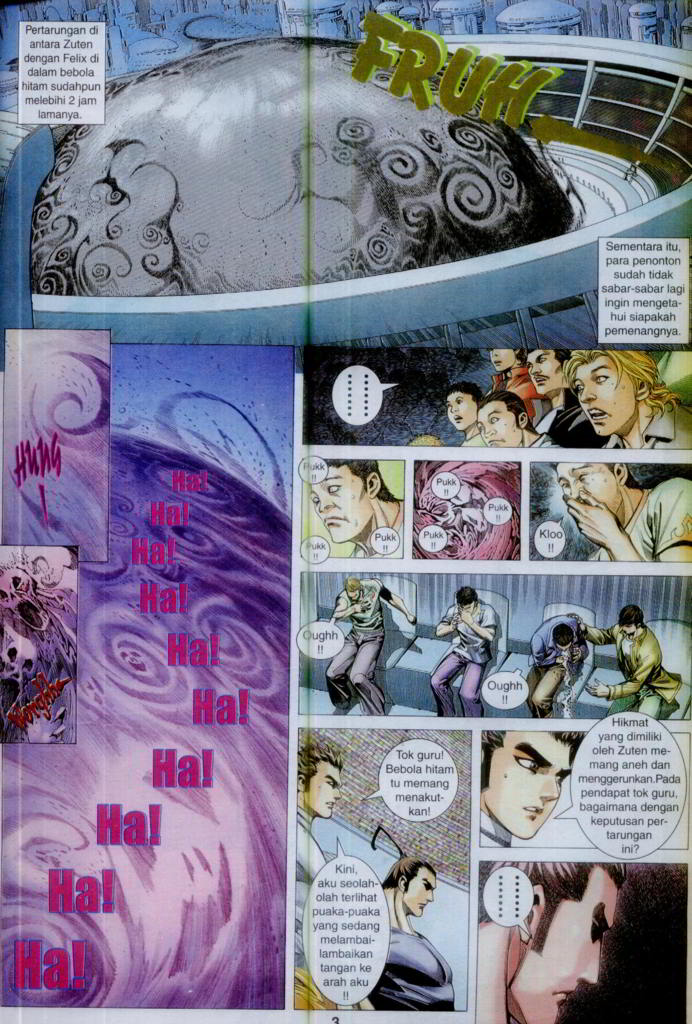 Pertarungan di
antara Zuten
dengan Felix di
dalam bebola
hitam sudahpun
melebihi 2 jam
lamanya.
FRUH
Sementara itu,
para penonton
sudah tidak
sabar-sabar lagi
ingin mengeta-
hui siapakah
pemenangnya.
HUNG
!
Ha!
Ha!
Ha!
Ha!
Ha!
Ha!
Ha!
Ha!
Ha!
Ha!
Pukk
!!
Pukk
!!
Pukk
!!
Pukk
!!
Pukk
!!
Pukk
!!
Kloo
!!
Oughh
!!
Oughh
!!
Tok guru!
Bebola hitam
tu memang
menakut-
kan!
Kini,
aku seolah-
olah terlihat
puaka-puaka
yang sedang
melambai-
lambaikan
tangan ke
arah aku
!!
Hikmat
yang dimiliki
oleh Zuten me-
mang aneh dan
menggerunkan.Pada
pendapat tok guru,
bagaimana dengan
keputusan per-
tarungan
ini?
3